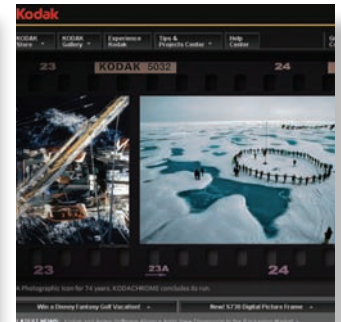 Kodak
KODAK Store
KODAK Gallery
Experience Kodak
Tips & Projects Center
Help Center
23 KODAK 5032 24
23 23A 24
A Photographic Icon for 74 years. KODACHROME concludes its run.
Win a Disney Fantasy Golf Vacation!
New! S730 Digital Picture Frame
LATEST NEWS: